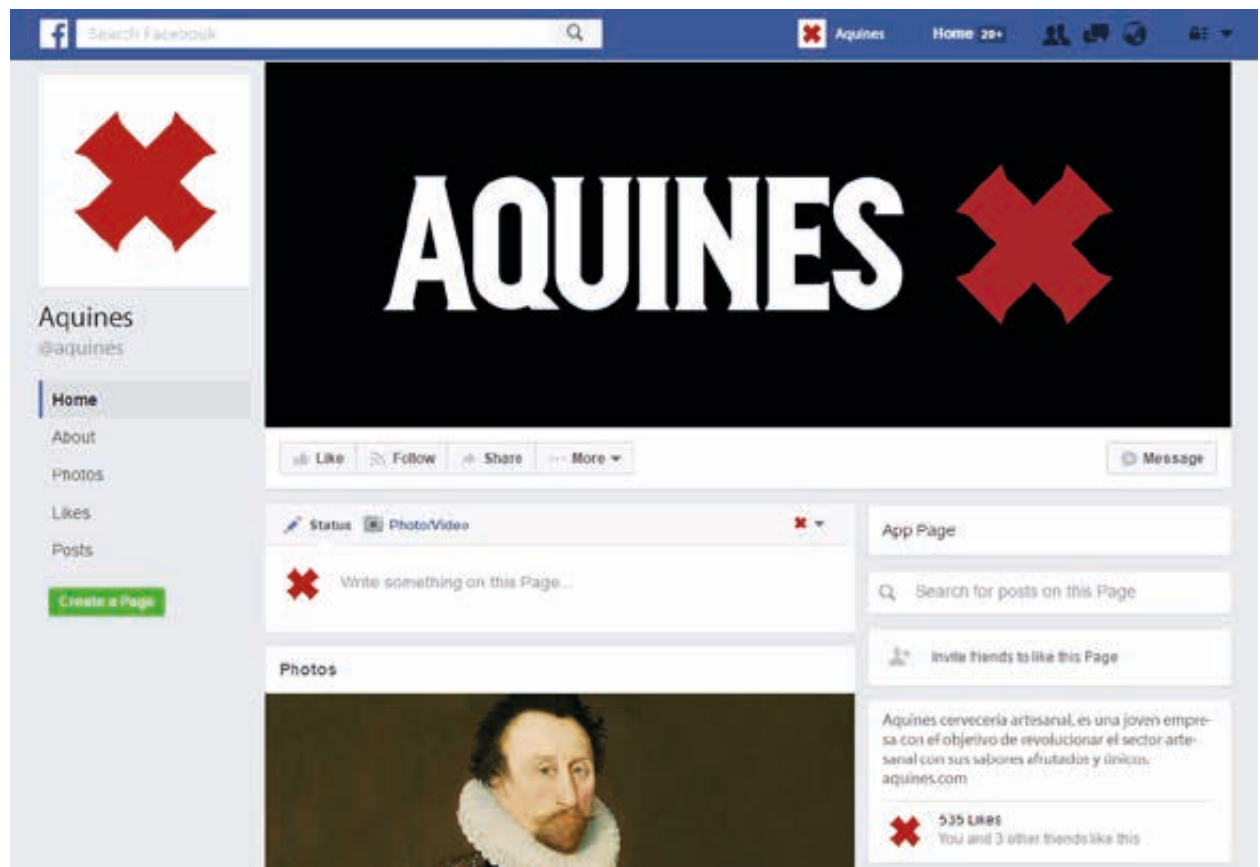 f
Search Facebook
Aquines
Home 20+
AQUINES
Aquines
@aquines
Home
About
Photos
Likes
Posts
Create a Page
Like
Follow
Share
More
Message
Status
Photo/Video
Write something on this Page...
Photos
App Page
Search for posts on this Page
Invite friends to like this Page
Aquines cervecería artesanal, es una joven empre-
sa con el objetivo de revolucionar el sector arte-
sanal con sus sabores afrutados y únicos.
aquines.com
535 Likes
You and 3 other friends like this